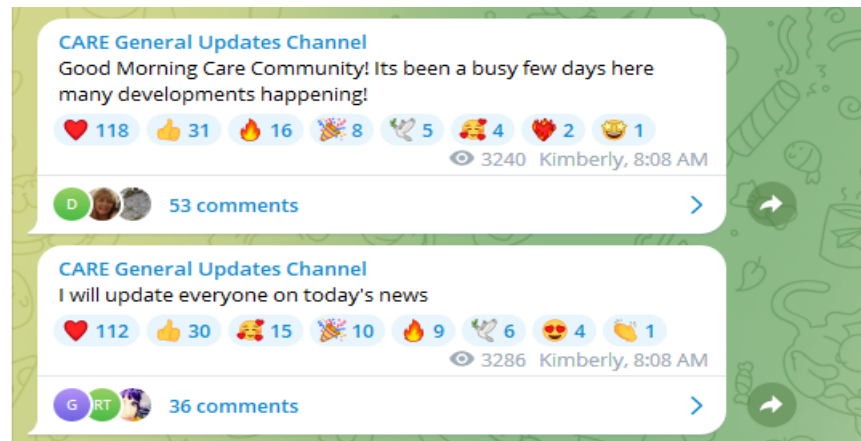 CARE General Updates Channel
Good Morning Care Community! Its been a busy few days here
many developments happening!
118 31 16 8 5 4 2 1
3240 Kimberly, 8:08 AM
D 53 comments
CARE General Updates Channel
I will update everyone on today's news
112 30 15 10 9 6 4 1
3286 Kimberly, 8:08 AM
G RT 36 comments